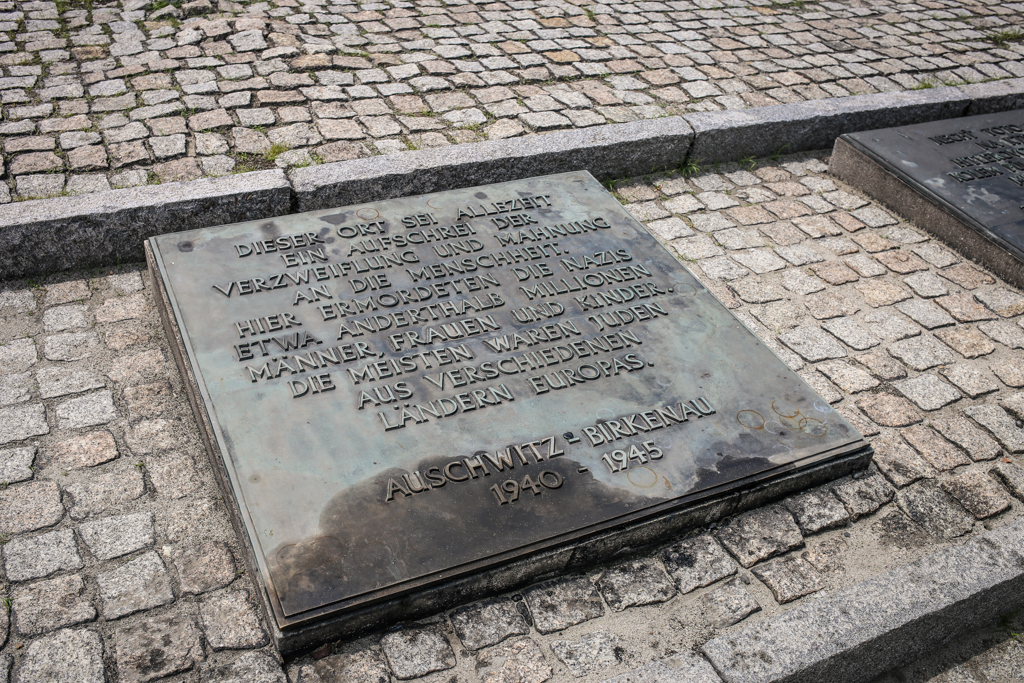 DIESER ORT SEI ALLEZEIT
EIN AUFSCHREI DER
VERZWEIFLUNG UND MAHNUNG
AN DIE MENSCHHEIT.
HIER ERMORDETEN DIE NAZIS
ETWA ANDERTHALB MILLIONEN
MÄNNER, FRAUEN UND KINDER.
DIE MEISTEN WAREN JUDEN
AUS VERSCHIEDENEN
LÄNDERN EUROPAS.
AUSCHWITZ - BIRKENAU
1940 - 1945